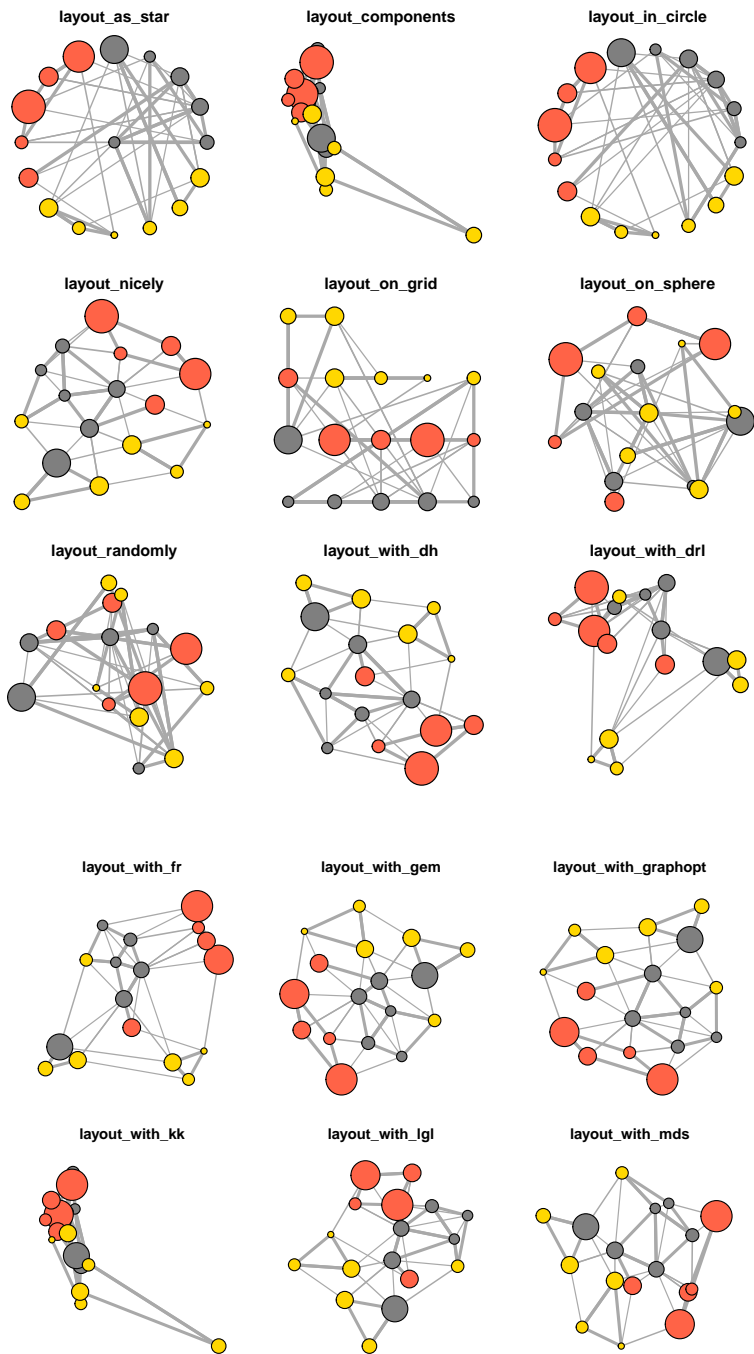 layout_as_star
layout_components
layout_in_circle
layout_nicely
layout_on_grid
layout_on_sphere
layout_randomly
layout_with_dh
layout_with_drl
layout_with_fr
layout_with_gem
layout_with_graphopt
layout_with_kk
layout_with_lgl
layout_with_mds